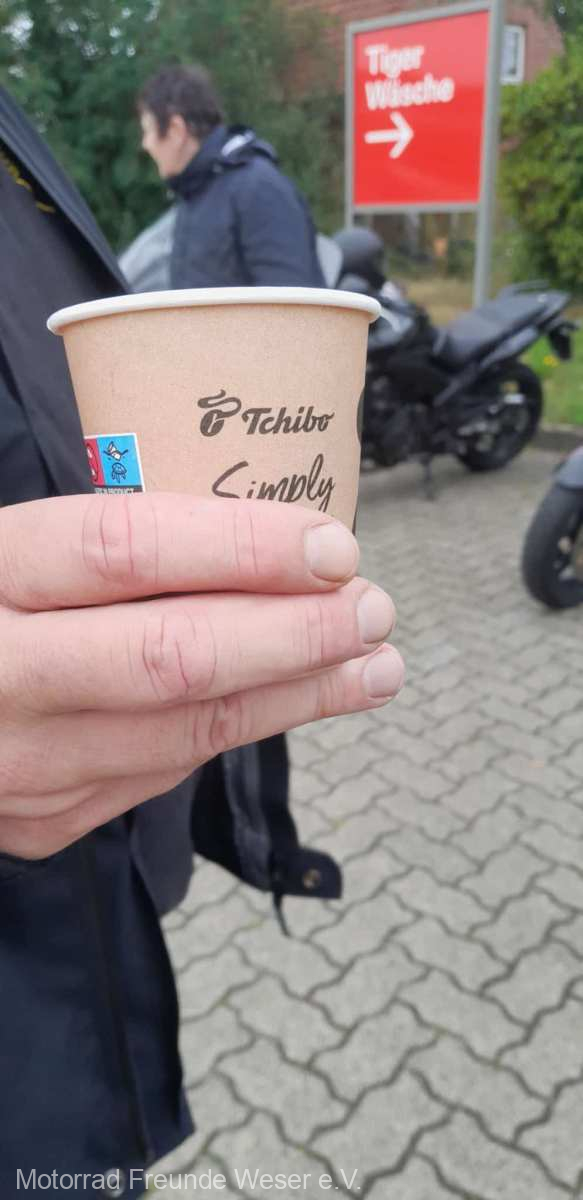 Tiger
Wäsche
Tchibo
Simply
Motorrad Freunde Weser e.V.